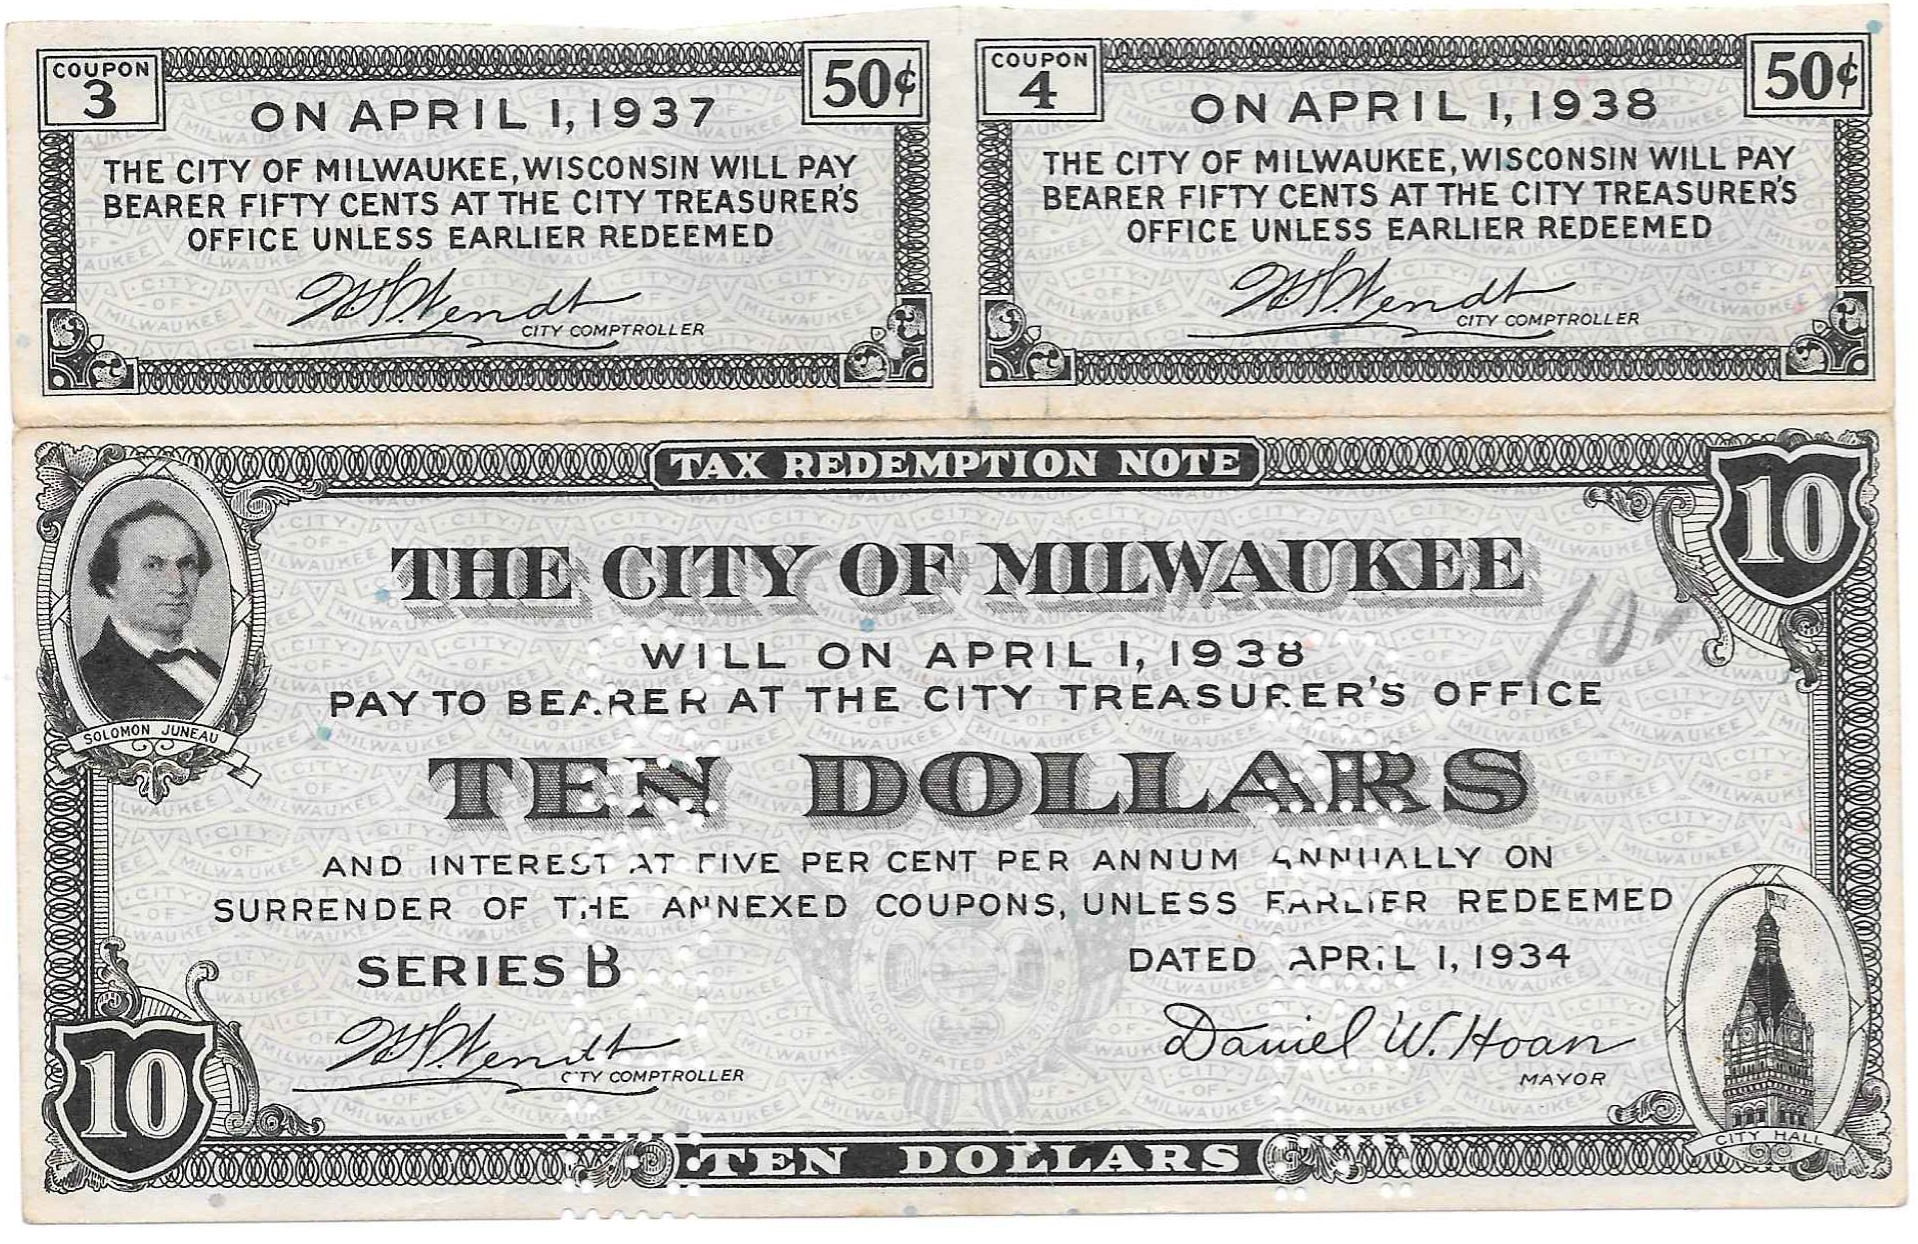 COUPON
3
ON APRIL 1, 1937
50¢
THE CITY OF MILWAUKEE, WISCONSIN WILL PAY
BEARER FIFTY CENTS AT THE CITY TREASURER'S
OFFICE UNLESS EARLIER REDEEMED
W.H. Wendt
CITY COMPTROLLER
COUPON
4
ON APRIL 1, 1938
50¢
THE CITY OF MILWAUKEE, WISCONSIN WILL PAY
BEARER FIFTY CENTS AT THE CITY TREASURER'S
OFFICE UNLESS EARLIER REDEEMED
Wendt
CITY COMPTROLLER
TAX REDEMPTION NOTE
10
THE CITY OF MILWAUKEE
10
WILL ON APRIL 1, 1938
PAY TO BEARER AT THE CITY TREASURER'S OFFICE
SOLOMON JUNEAU
TEN DOLLARS
AND INTEREST AT FIVE PER CENT PER ANNUM ANNUALLY ON
SURRENDER OF THE ANNEXED COUPONS, UNLESS EARLIER REDEEMED
SERIES B
DATED APRIL 1, 1934
Wendt
CITY COMPTROLLER
Daniel W. Hoan
MAYOR
10
CITY HALL
TEN DOLLARS